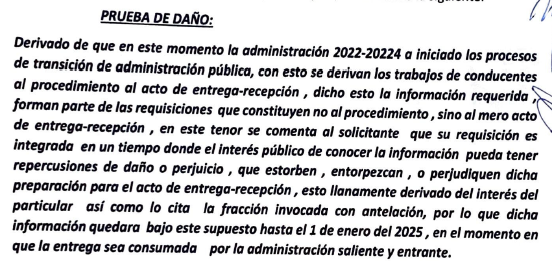 PRUEBA DE DAÑO:
Derivado de que en este momento la administración 2022-20224 a iniciado los procesos
de transición de administración pública, con esto se derivan los trabajos de conducentes
al procedimiento al acto de entrega-recepción , dicho esto la información requerida ,
forman parte de las requisiciones que constituyen no al procedimiento , sino al mero acto
de entrega-recepción , en este tenor se comenta al solicitante que su requisición es
integrada en un tiempo donde el interés público de conocer la información pueda tener
repercusiones de daño o perjuicio , que estorben , entorpezcan , o perjudiquen dicha
preparación para el acto de entrega-recepción , esto llanamente derivado del interés del
particular así como lo cita la fracción invocada con antelación, por lo que dicha
información quedara bajo este supuesto hasta el 1 de enero del 2025 , en el momento en
que la entrega sea consumada por la administración saliente y entrante.